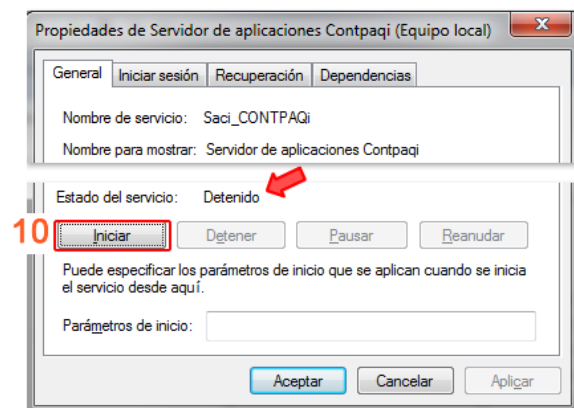 Propiedades de Servidor de aplicaciones Contpaqi (Equipo local)
General Iniciar sesión Recuperación Dependencias
Nombre de servicio: Saci_CONTPAQi
Nombre para mostrar: Servidor de aplicaciones Contpaqi
Estado del servicio: Detenido
10 Iniciar Detener Pausar Reanudar
Puede especificar los parámetros de inicio que se aplican cuando se inicia
el servicio desde aquí.
Parámetros de inicio:
Aceptar Cancelar Aplicar